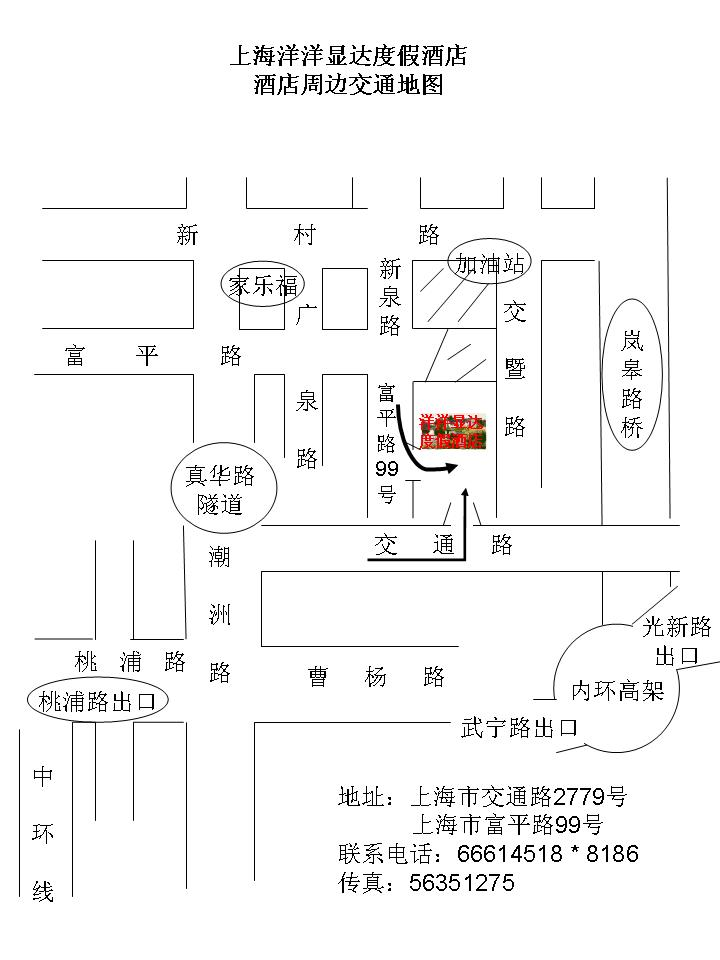 上海洋洋显达度假酒店
酒店周边交通地图
新村路
加油站
家乐福
新泉路
广泉路
交暨路
岚皋路桥
富平路
富平路99号
洋洋显达
度假酒店
真华路
隧道
交通路
潮洲路
光新路
出口
桃浦路
曹杨路
内环高架
桃浦路出口
武宁路出口
中环线
地址：上海市交通路2779号
上海市富平路99号
联系电话：66614518 * 8186
传真：56351275